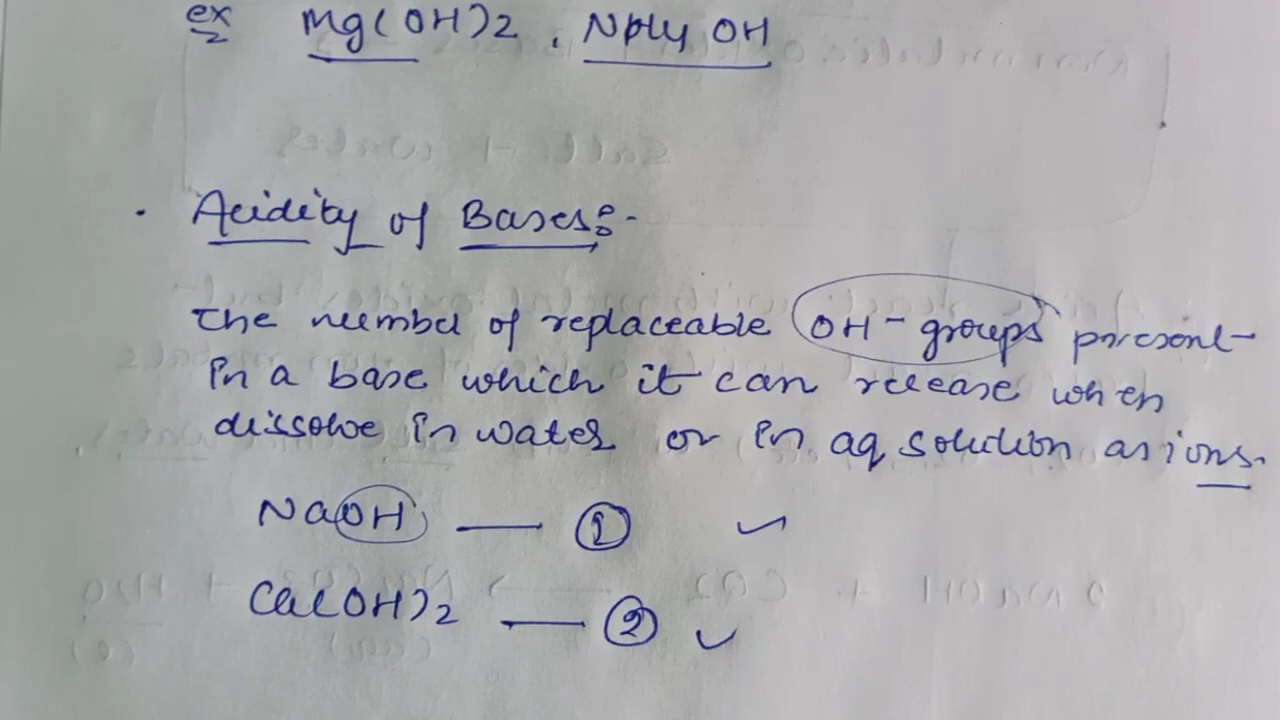 ex Mg(OH)2, NH4OH
. Acidity of Bases:-
The number of replaceable OH- groups present
in a base which it can release when
dissolve in water or in aq solution as ions.
NaOH — 1 ✓
Ca(OH)2 — 2 ✓